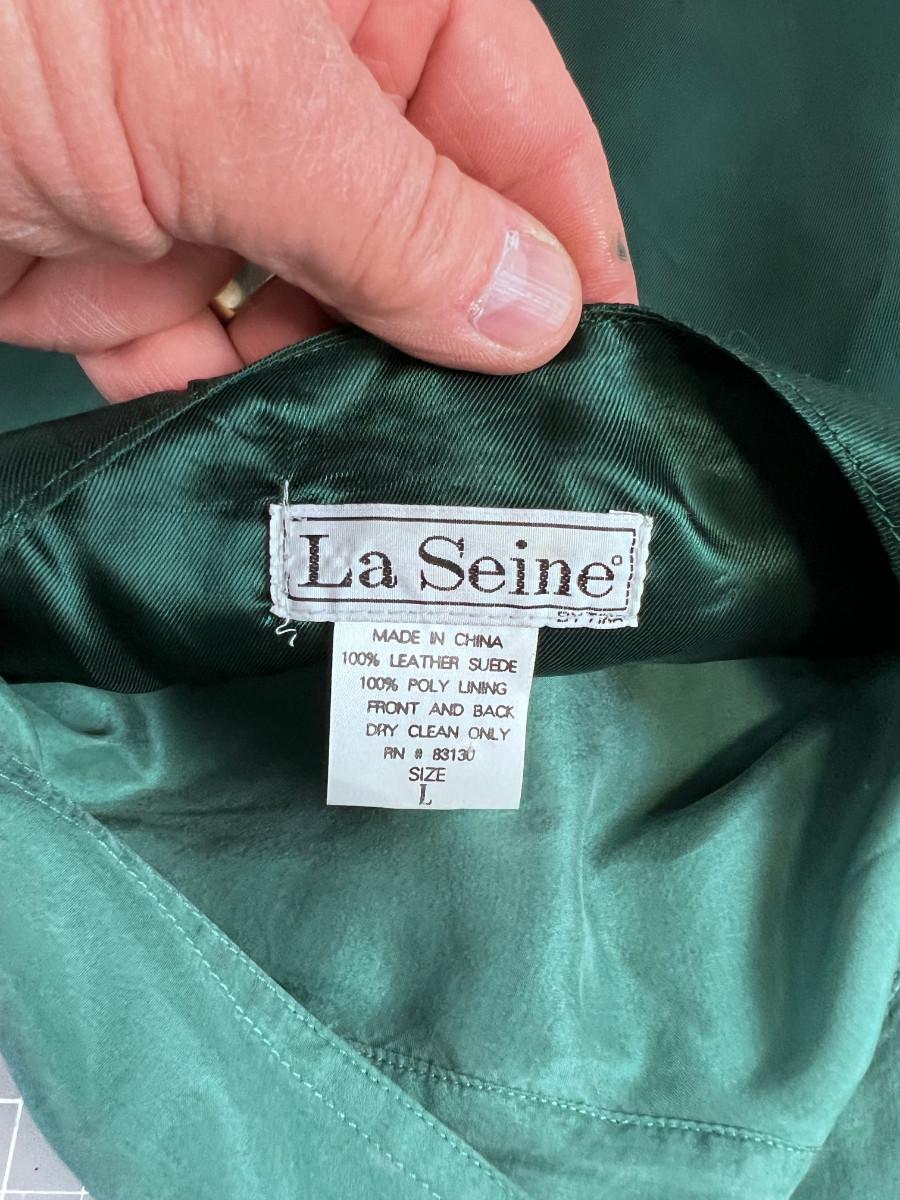 La Seine
MADE IN CHINA
100% LEATHER SUEDE
100% POLY LINING
FRONT AND BACK
DRY CLEAN ONLY
RN # 83130
SIZE
L